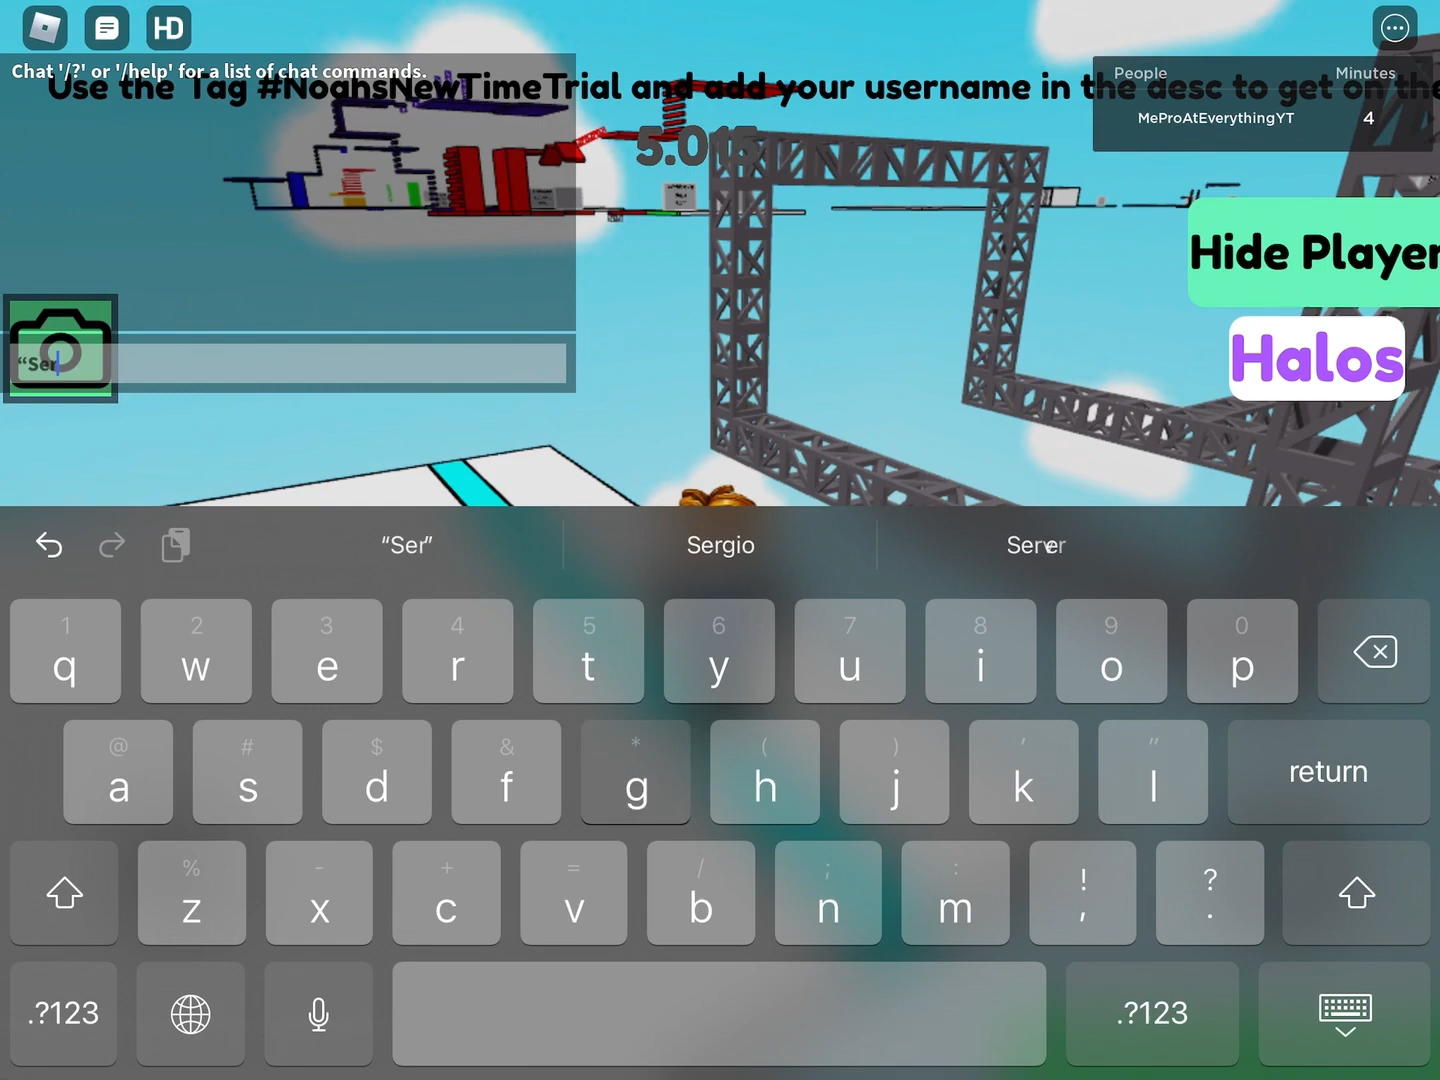 HD
Chat '/?' or '/help' for a list of chat commands.
Use the Tag #NoahsNewTimeTrial and add your username in the desc to get on the
People Minutes
MeProAtEverythingYT 4
5.015
Hide Player
Halos
“Ser
“Ser” Sergio Server
1 2 3 4 5 6 7 8 9 0
q w e r t y u i o p
@ # $ & * ( ) ' "
a s d f g h j k l return
% - + = / ; : ! ?
z x c v b n m , .
.?123 .?123